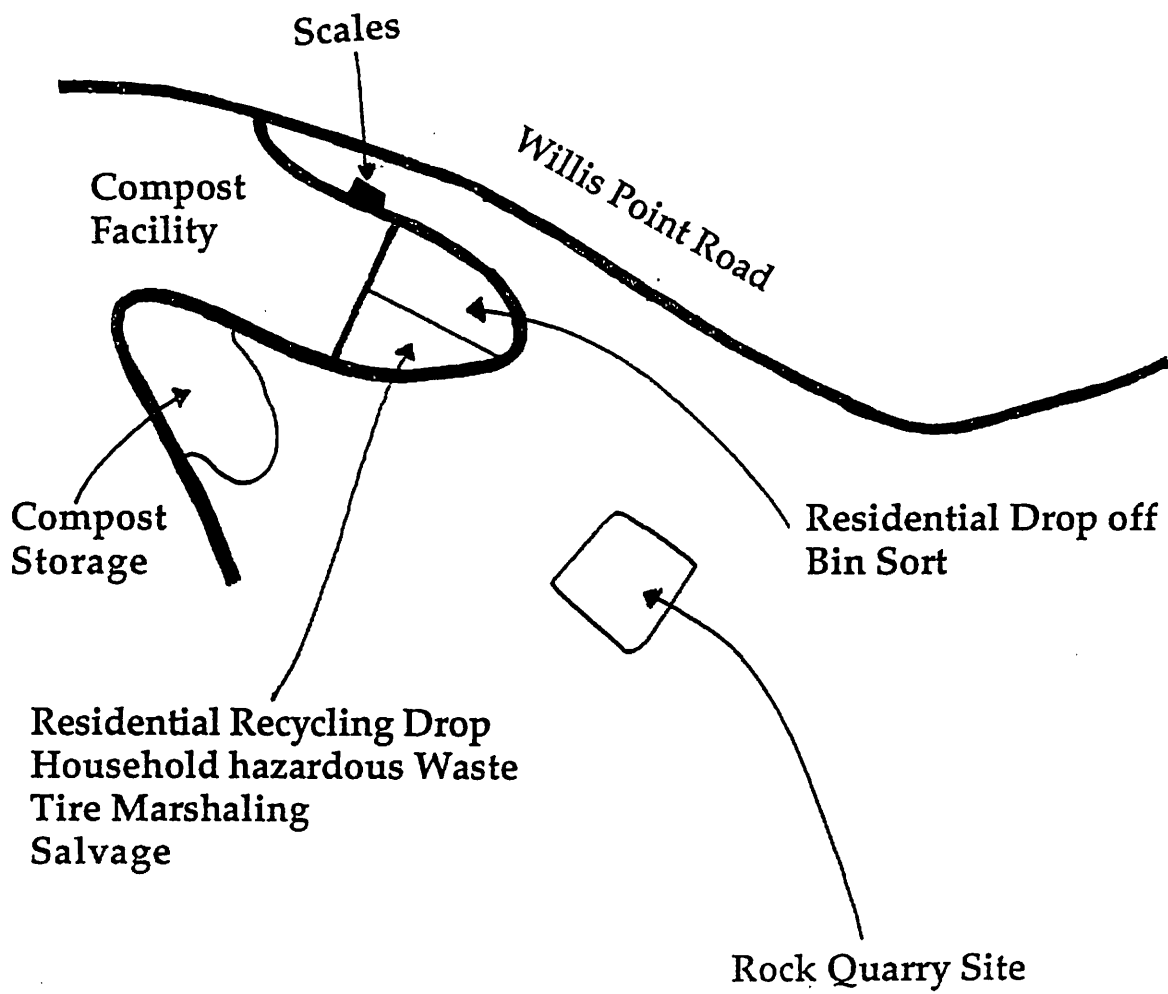 Scales
Willis Point Road
Compost
Facility
Compost
Storage
Residential Drop off
Bin Sort
Residential Recycling Drop
Household hazardous Waste
Tire Marshaling
Salvage
Rock Quarry Site